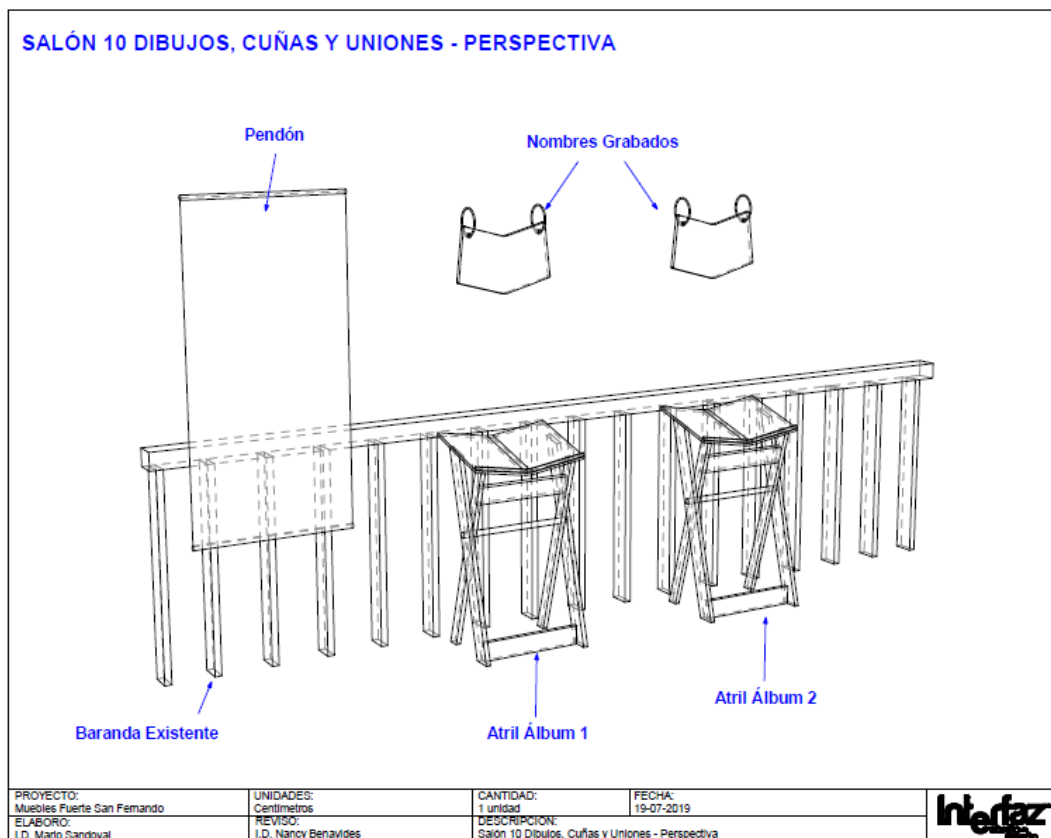 SALÓN 10 DIBUJOS, CUÑAS Y UNIONES - PERSPECTIVA
Pendón
Nombres Grabados
Baranda Existente
Atril Álbum 1
Atril Álbum 2
PROYECTO:
Muebles Fuerte San Fernando
UNIDADES:
Centímetros
CANTIDAD:
1 unidad
FECHA:
19-07-2019
ELABORO:
I.D. Mario Sandoval
REVISO:
I.D. Nancy Benavides
DESCRIPCION:
Salón 10 Dibujos, Cuñas y Uniones - Perspectiva
Interfaz